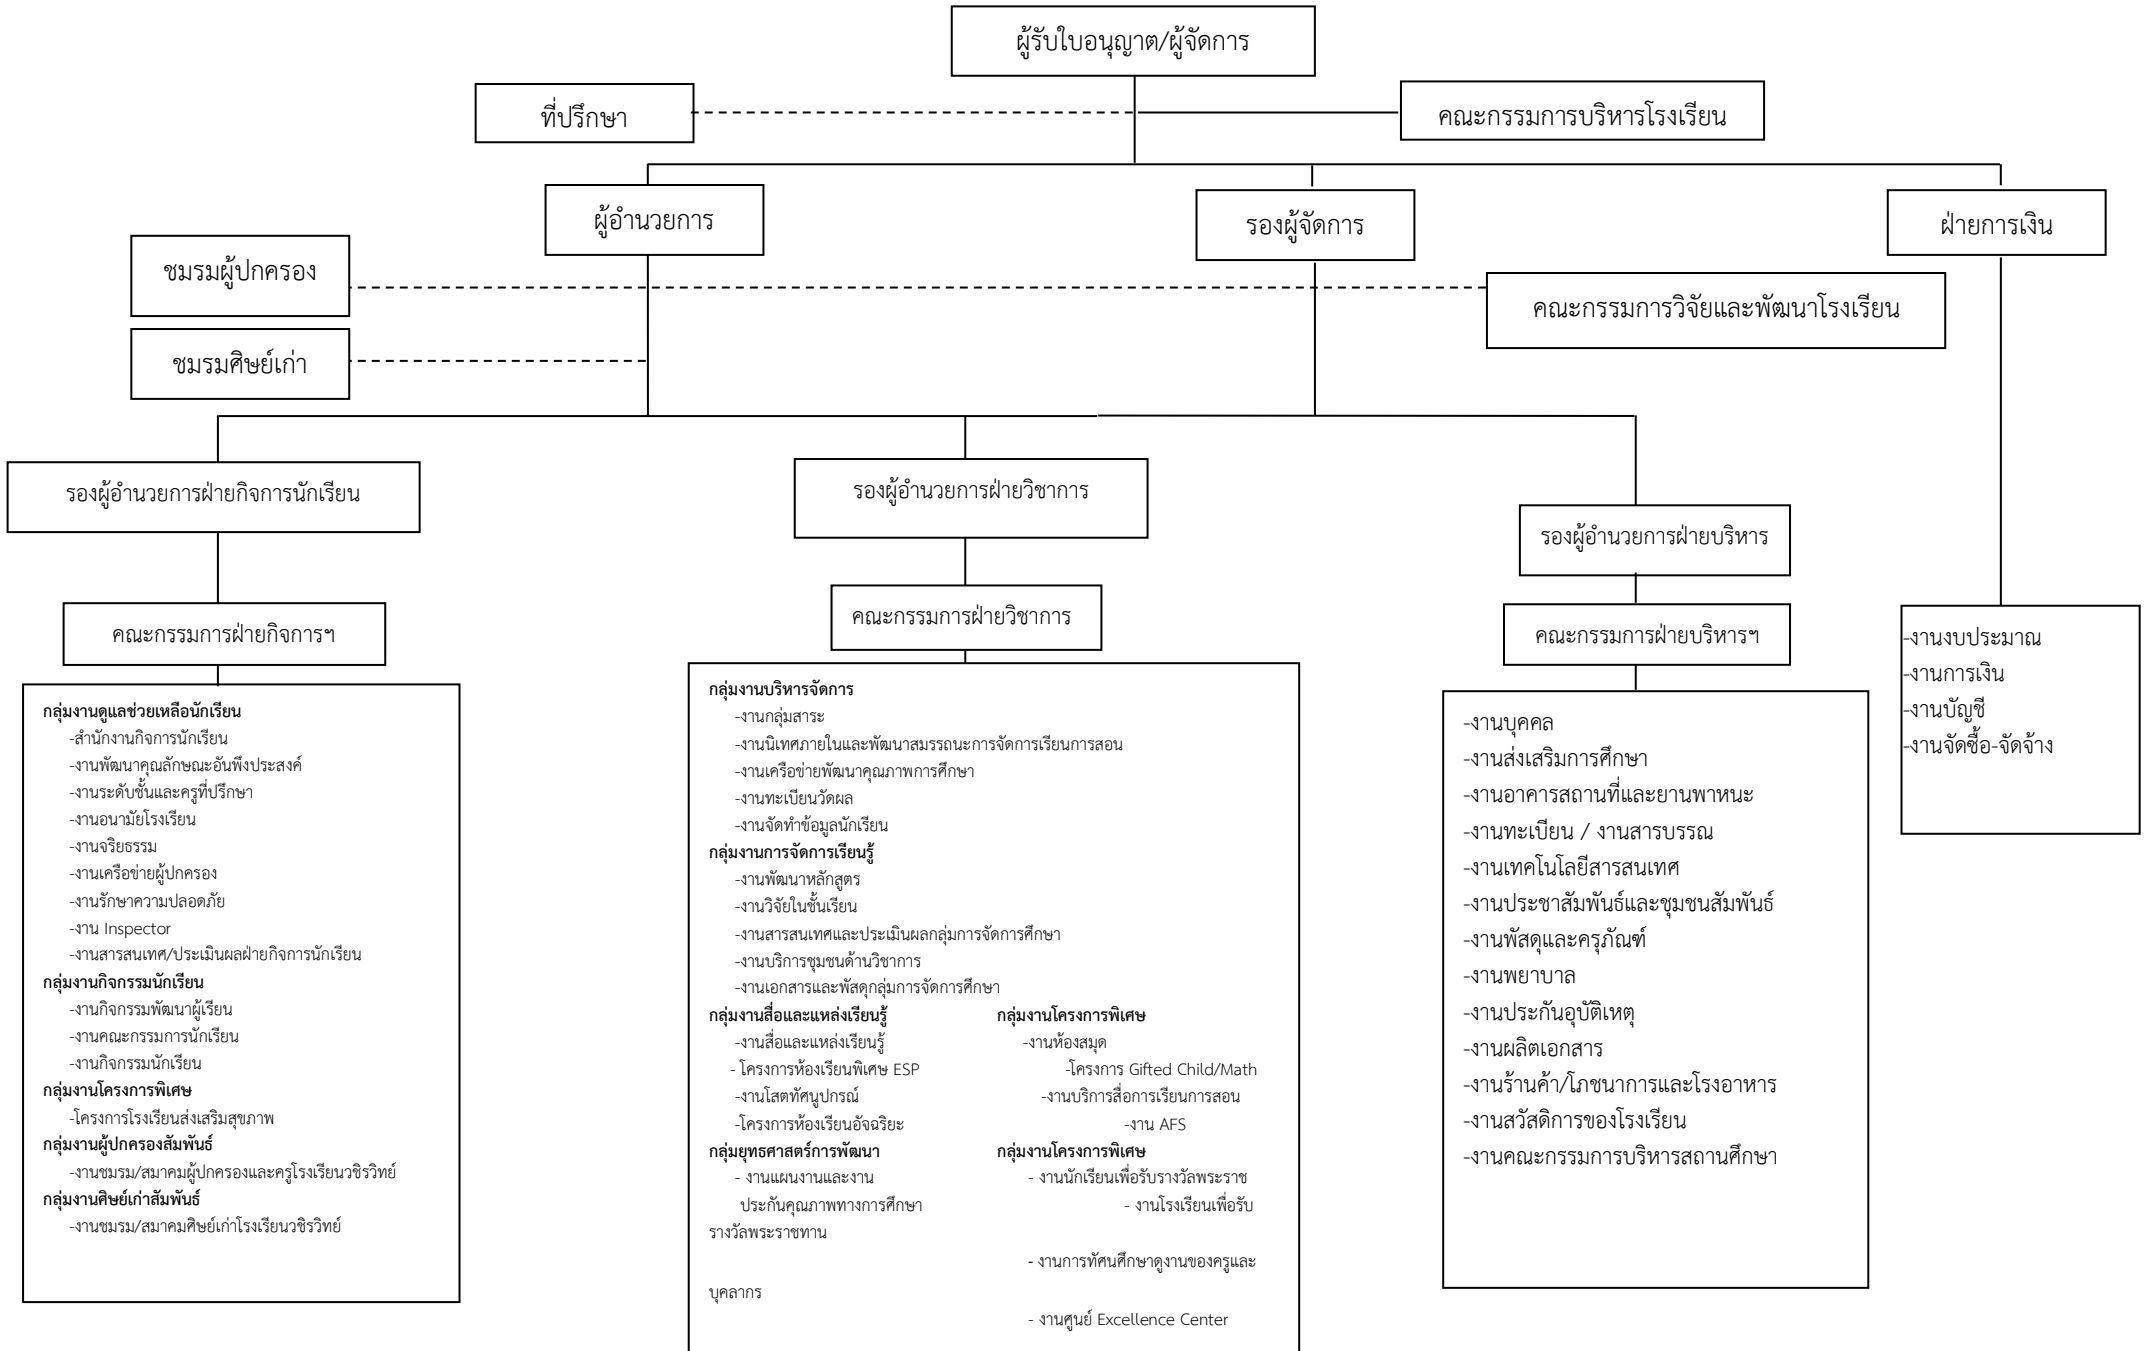 ผู้รับใบอนุญาต/ผู้จัดการ
ที่ปรึกษา
คณะกรรมการบริหารโรงเรียน
ผู้อำนวยการ
รองผู้จัดการ
ฝ่ายการเงิน
ชมรมผู้ปกครอง
คณะกรรมการวิจัยและพัฒนาโรงเรียน
ชมรมศิษย์เก่า
รองผู้อำนวยการฝ่ายกิจการนักเรียน
รองผู้อำนวยการฝ่ายวิชาการ
รองผู้อำนวยการฝ่ายบริหาร
คณะกรรมการฝ่ายกิจการฯ
คณะกรรมการฝ่ายวิชาการ
คณะกรรมการฝ่ายบริหารฯ
กลุ่มงานดูแลช่วยเหลือนักเรียน
-สำนักงานกิจการนักเรียน
-งานพัฒนาคุณลักษณะอันพึงประสงค์
-งานระดับชั้นและครูที่ปรึกษา
-งานอนามัยโรงเรียน
-งานจริยธรรม
-งานเครือข่ายผู้ปกครอง
-งานรักษาความปลอดภัย
-งาน Inspector
-งานสารสนเทศ/ประเมินผลฝ่ายกิจการนักเรียน
กลุ่มงานกิจกรรมนักเรียน
-งานกิจกรรมพัฒนาผู้เรียน
-งานคณะกรรมการนักเรียน
-งานกิจกรรมนักเรียน
กลุ่มงานโครงการพิเศษ
-โครงการโรงเรียนส่งเสริมสุขภาพ
กลุ่มงานผู้ปกครองสัมพันธ์
-งานชมรม/สมาคมผู้ปกครองและครูโรงเรียนวชิรวิทย์
กลุ่มงานศิษย์เก่าสัมพันธ์
-งานชมรม/สมาคมศิษย์เก่าโรงเรียนวชิรวิทย์
กลุ่มงานบริหารจัดการ
-งานกลุ่มสาระ
-งานนิเทศภายในและพัฒนาสมรรถนะการจัดการเรียนการสอน
-งานเครือข่ายพัฒนาคุณภาพการศึกษา
-งานทะเบียนวัดผล
-งานจัดทำข้อมูลนักเรียน
กลุ่มงานการจัดการเรียนรู้
-งานพัฒนาหลักสูตร
-งานวิจัยในชั้นเรียน
-งานสารสนเทศและประเมินผลกลุ่มการจัดการศึกษา
-งานบริการชุมชนด้านวิชาการ
-งานเอกสารและพัสดุกลุ่มการจัดการศึกษา
กลุ่มงานสื่อและแหล่งเรียนรู้ กลุ่มงานโครงการพิเศษ
-งานสื่อและแหล่งเรียนรู้ -งานห้องสมุด
- โครงการห้องเรียนพิเศษ ESP -โครงการ Gifted Child/Math
-งานโสตทัศนูปกรณ์ -งานบริการสื่อการเรียนการสอน
-โครงการห้องเรียนอัจฉริยะ -งาน AFS
กลุ่มยุทธศาสตร์การพัฒนา กลุ่มงานโครงการพิเศษ
- งานแผนงานและงาน - งานนักเรียนเพื่อรับรางวัลพระราช
ประกันคุณภาพทางการศึกษา - งานโรงเรียนเพื่อรับ
รางวัลพระราชทาน
- งานการทัศนศึกษาดูงานของครูและ
บุคลากร
- งานศูนย์ Excellence Center
-งานบุคคล
-งานส่งเสริมการศึกษา
-งานอาคารสถานที่และยานพาหนะ
-งานทะเบียน / งานสารบรรณ
-งานเทคโนโลยีสารสนเทศ
-งานประชาสัมพันธ์และชุมชนสัมพันธ์
-งานพัสดุและครุภัณฑ์
-งานพยาบาล
-งานประกันอุบัติเหตุ
-งานผลิตเอกสาร
-งานร้านค้า/โภชนาการและโรงอาหาร
-งานสวัสดิการของโรงเรียน
-งานคณะกรรมการบริหารสถานศึกษา
-งานงบประมาณ
-งานการเงิน
-งานบัญชี
-งานจัดซื้อ-จัดจ้าง